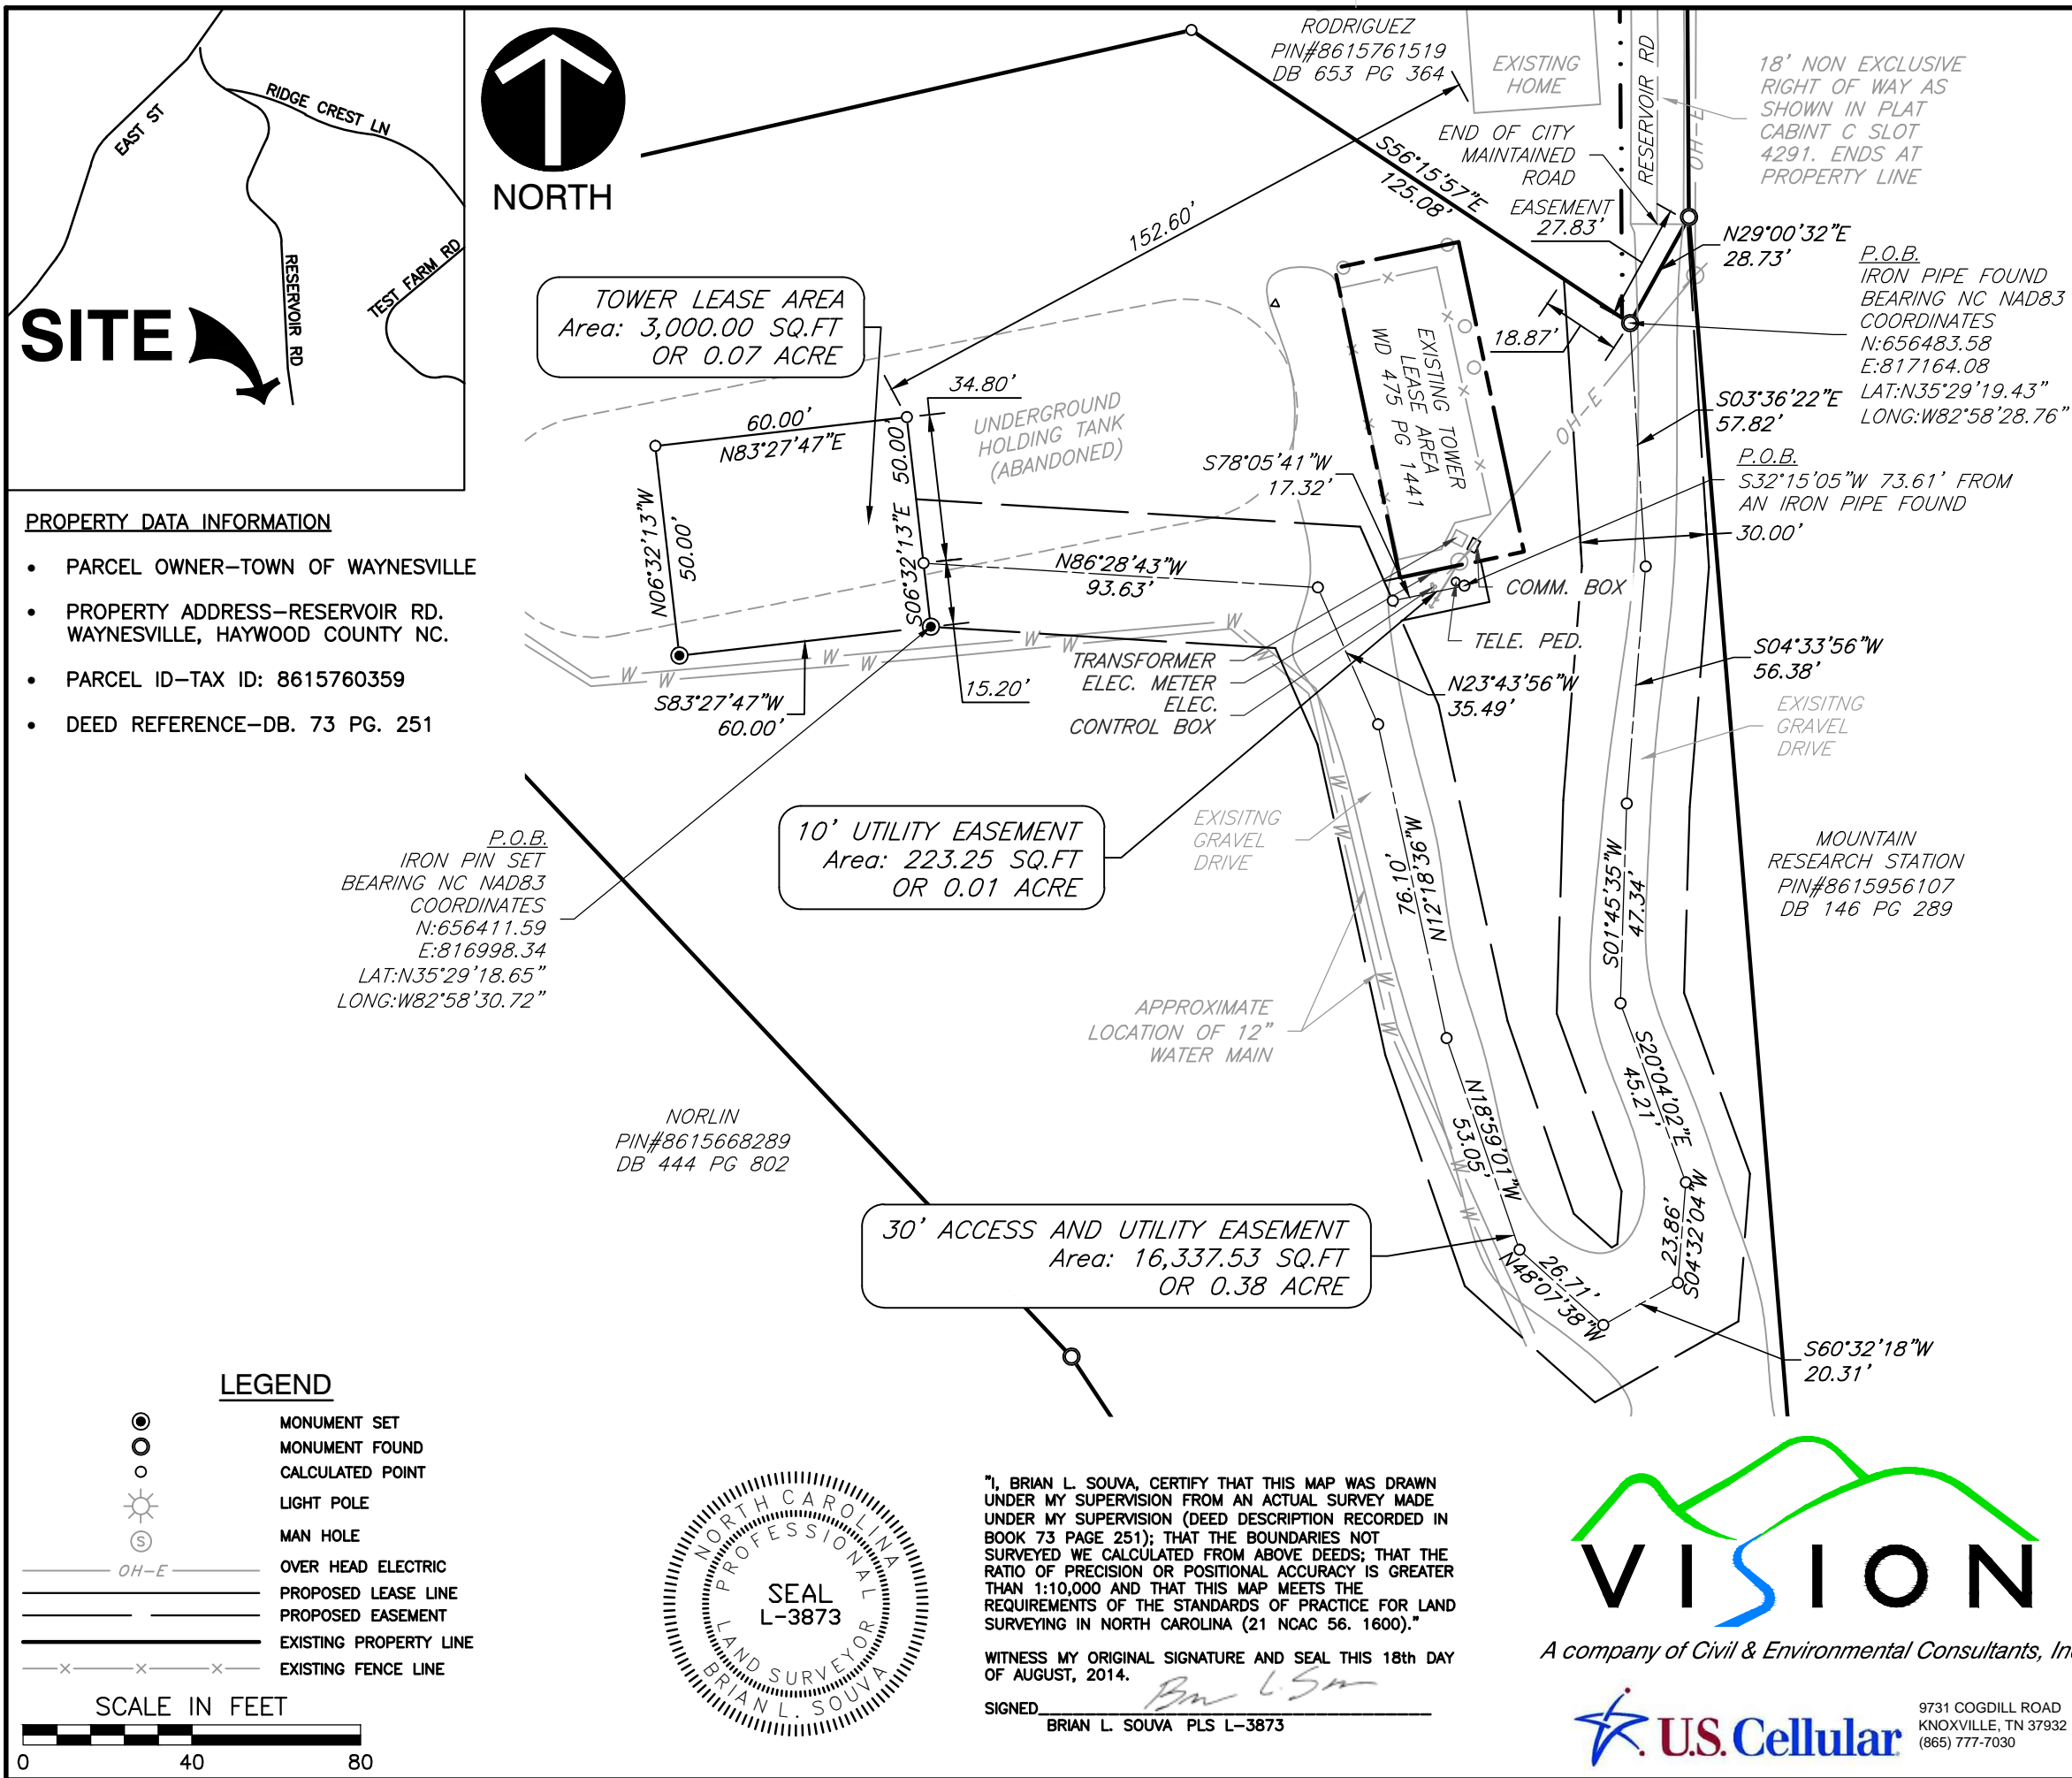 EAST ST
RIDGE CREST LN
RESERVOIR RD
TEST FARM RD
SITE
NORTH
PROPERTY DATA INFORMATION
• PARCEL OWNER-TOWN OF WAYNESVILLE
• PROPERTY ADDRESS-RESERVOIR RD.
WAYNESVILLE, HAYWOOD COUNTY NC.
• PARCEL ID-TAX ID: 8615760359
• DEED REFERENCE-DB. 73 PG. 251
RODRIGUEZ
PIN#8615761519
DB 653 PG 364
EXISTING
HOME
RESERVOIR RD
OH-E
18' NON EXCLUSIVE
RIGHT OF WAY AS
SHOWN IN PLAT
CABINT C SLOT
4291. ENDS AT
PROPERTY LINE
END OF CITY
MAINTAINED
ROAD
S56°15'57"E
125.08'
EASEMENT
27.83'
N29°00'32"E
28.73'
P.O.B.
IRON PIPE FOUND
BEARING NC NAD83
COORDINATES
N:656483.58
E:817164.08
LAT:N35°29'19.43"
LONG:W82°58'28.76"
152.60'
18.87'
TOWER LEASE AREA
Area: 3,000.00 SQ.FT
OR 0.07 ACRE
34.80'
60.00'
N83°27'47"E
UNDERGROUND
HOLDING TANK
(ABANDONED)
EXISTING TOWER
LEASE AREA
WD 475 PG 1441
OH-E
S03°36'22"E
57.82'
P.O.B.
S32°15'05"W 73.61' FROM
AN IRON PIPE FOUND
30.00'
S78°05'41"W
17.32'
N06°32'13"W
50.00'
S06°32'13"E 50.00'
N86°28'43"W
93.63'
COMM. BOX
TELE. PED.
TRANSFORMER
ELEC. METER
ELEC.
CONTROL BOX
W W W W W W W
15.20'
S83°27'47"W
60.00'
N23°43'56"W
35.49'
S04°33'56"W
56.38'
EXISITNG
GRAVEL
DRIVE
P.O.B.
IRON PIN SET
BEARING NC NAD83
COORDINATES
N:656411.59
E:816998.34
LAT:N35°29'18.65"
LONG:W82°58'30.72"
10' UTILITY EASEMENT
Area: 223.25 SQ.FT
OR 0.01 ACRE
EXISITNG
GRAVEL
DRIVE
N12°18'36"W
76.10'
S01°45'35"W
47.34'
MOUNTAIN
RESEARCH STATION
PIN#8615956107
DB 146 PG 289
W W W W W W
APPROXIMATE
LOCATION OF 12"
WATER MAIN
S20°04'02"E
45.21'
NORLIN
PIN#8615668289
DB 444 PG 802
N18°59'01"W
53.05'
30' ACCESS AND UTILITY EASEMENT
Area: 16,337.53 SQ.FT
OR 0.38 ACRE
23.86'
S04°32'04"W
26.71'
N48°07'38"W
S60°32'18"W
20.31'
LEGEND
MONUMENT SET
MONUMENT FOUND
CALCULATED POINT
LIGHT POLE
S MAN HOLE
OH-E OVER HEAD ELECTRIC
PROPOSED LEASE LINE
PROPOSED EASEMENT
EXISTING PROPERTY LINE
EXISTING FENCE LINE
SCALE IN FEET
0 40 80
NORTH CAROLINA
PROFESSIONAL
SEAL
L-3873
LAND SURVEYOR
BRIAN L. SOUVA
"I, BRIAN L. SOUVA, CERTIFY THAT THIS MAP WAS DRAWN
UNDER MY SUPERVISION FROM AN ACTUAL SURVEY MADE
UNDER MY SUPERVISION (DEED DESCRIPTION RECORDED IN
BOOK 73 PAGE 251); THAT THE BOUNDARIES NOT
SURVEYED WE CALCULATED FROM ABOVE DEEDS; THAT THE
RATIO OF PRECISION OR POSITIONAL ACCURACY IS GREATER
THAN 1:10,000 AND THAT THIS MAP MEETS THE
REQUIREMENTS OF THE STANDARDS OF PRACTICE FOR LAND
SURVEYING IN NORTH CAROLINA (21 NCAC 56. 1600)."
WITNESS MY ORIGINAL SIGNATURE AND SEAL THIS 18th DAY
OF AUGUST, 2014.
SIGNED
BRIAN L. SOUVA PLS L-3873
VISION
A company of Civil & Environmental Consultants,
U.S. Cellular
9731 COGDILL ROAD
KNOXVILLE, TN 37932
(865) 777-7030